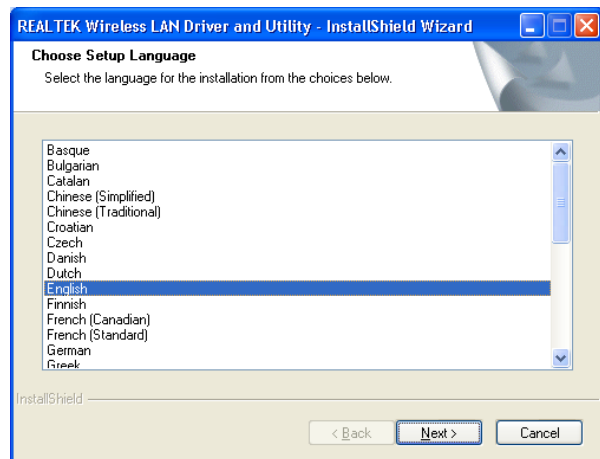 REALTEK Wireless LAN Driver and Utility - InstallShield Wizard
Choose Setup Language
Select the language for the installation from the choices below.
Basque
Bulgarian
Catalan
Chinese (Simplified)
Chinese (Traditional)
Croatian
Czech
Danish
Dutch
English
Finnish
French (Canadian)
French (Standard)
German
Greek
InstallShield
< Back
Next >
Cancel